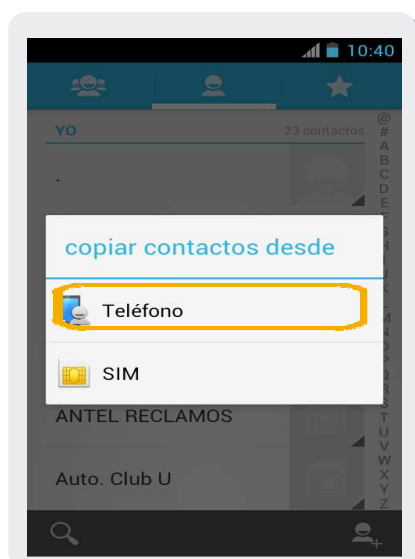 10:40
YO 23 contactos
.
copiar contactos desde
Teléfono
SIM
ANTEL RECLAMOS
Auto. Club U
@
#
A
B
C
D
E
F
H
I
J
K
L
M
N
O
P
Q
R
S
T
U
V
W
X
Y
Z